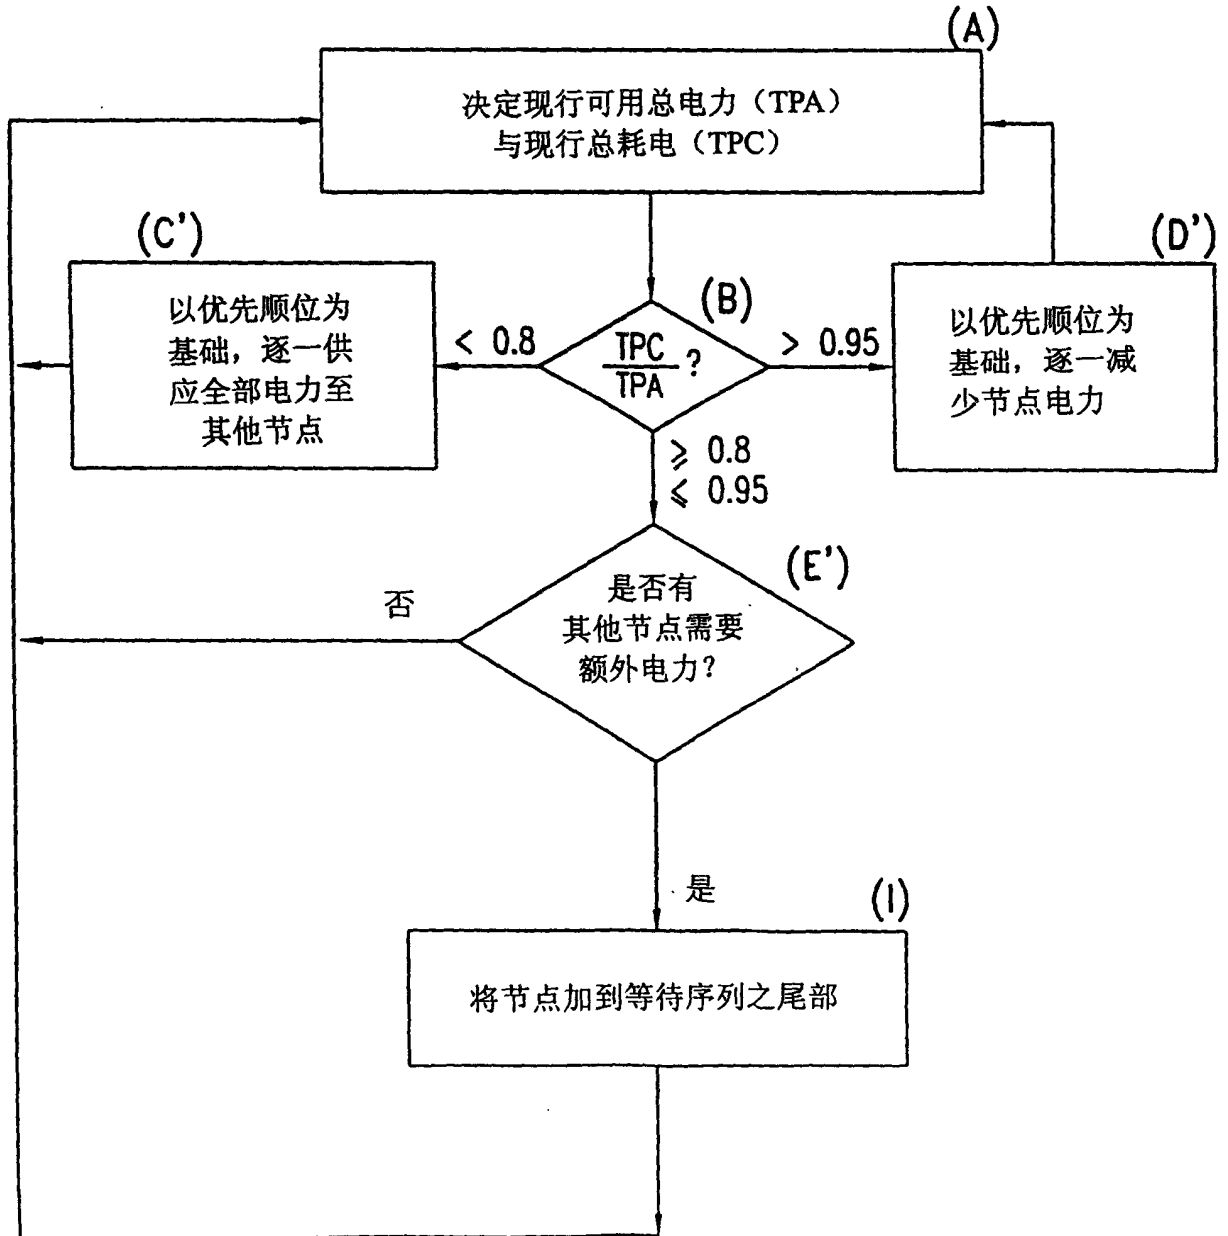 (A)
决定现行可用总电力（TPA）
与现行总耗电（TPC）
(C')
以优先顺位为
基础，逐一供
应全部电力至
其他节点
< 0.8
(B)
TPC
TPA
?
> 0.95
(D')
以优先顺位为
基础，逐一减
少节点电力
⩾ 0.8
⩽ 0.95
(E')
是否有
其他节点需要
额外电力?
否
是
(I)
将节点加到等待序列之尾部